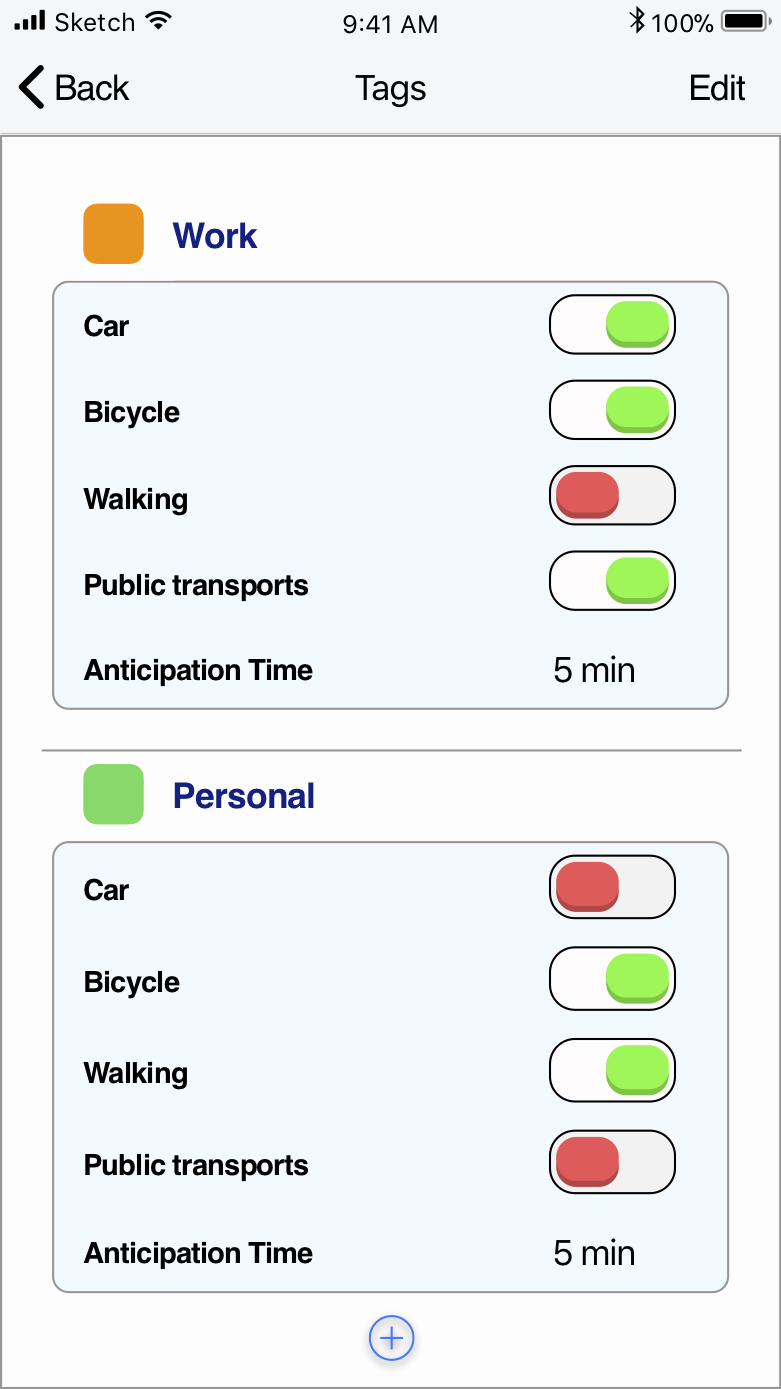 Sketch 9:41 AM 100%
Back Tags Edit
Work
Car
Bicycle
Walking
Public transports
Anticipation Time 5 min
Personal
Car
Bicycle
Walking
Public transports
Anticipation Time 5 min